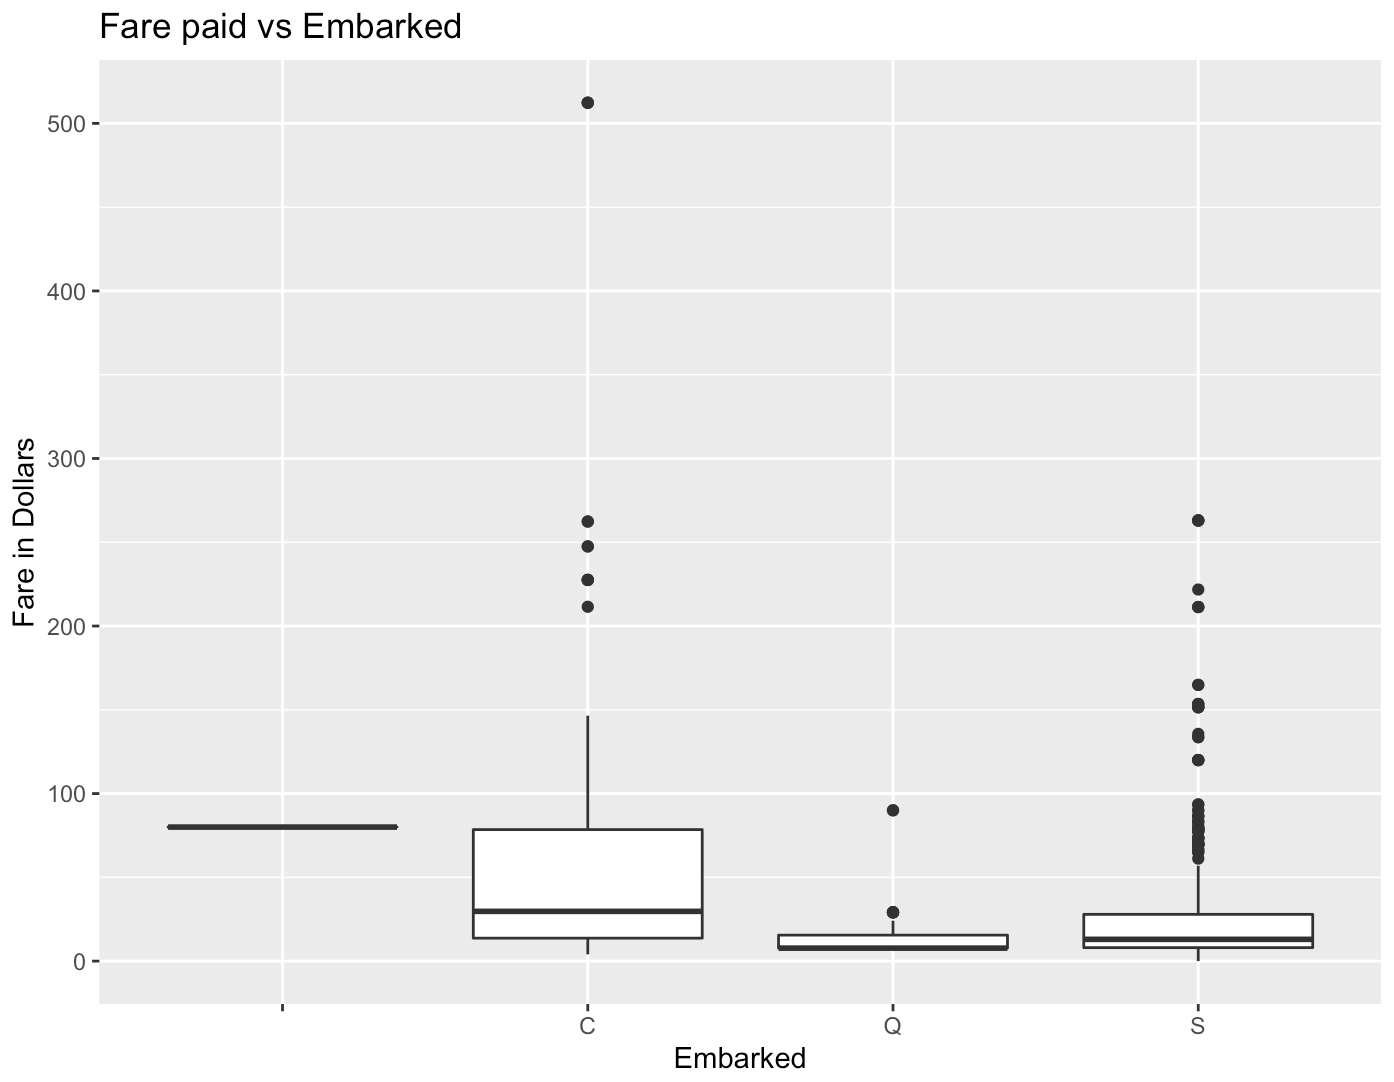 Fare paid vs Embarked
500
400
300
200
100
0
Fare in Dollars
C
Q
S
Embarked